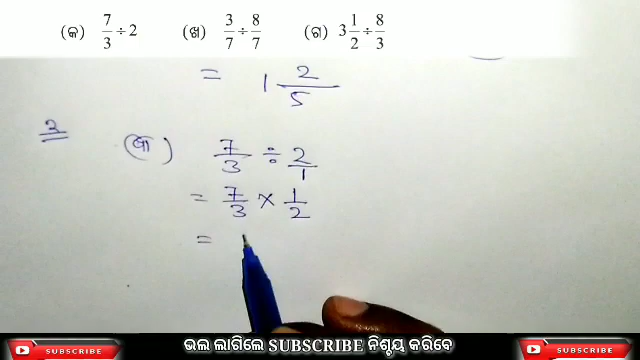 (କ) 7/3 ÷ 2 (ଖ) 3/7 ÷ 8/7 (ଗ) 3 1/2 ÷ 8/3
= 1 2/5
2 (କ) 7/3 ÷ 2/1
= 7/3 × 1/2
=
ଭଲ ଲାଗିଲେ SUBSCRIBE ନିଶ୍ଚୟ କରିବେ
SUBSCRIBE SUBSCRIBE